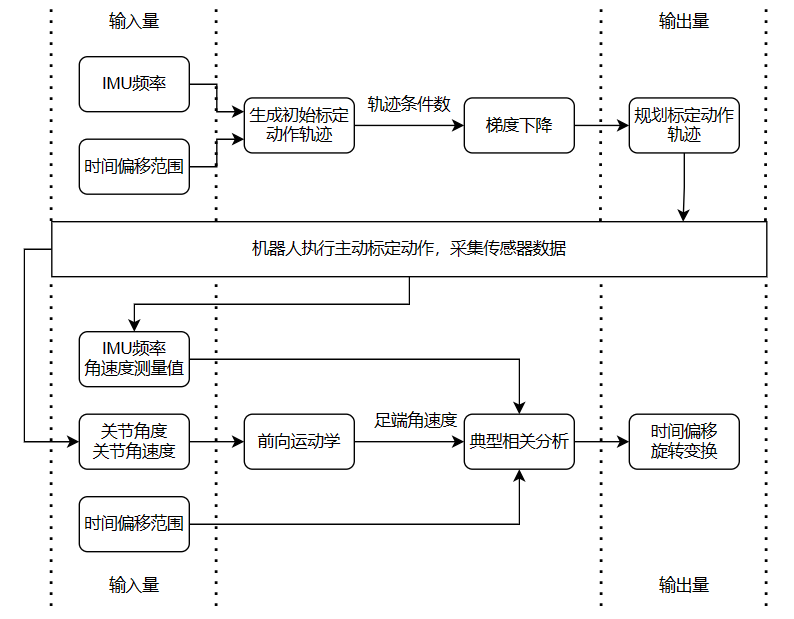 输入量
输出量
IMU频率
时间偏移范围
生成初始标定
动作轨迹
轨迹条件数
梯度下降
规划标定动作
轨迹
机器人执行主动标定动作，采集传感器数据
IMU频率
角速度测量值
关节角度
关节角速度
前向运动学
足端角速度
典型相关分析
时间偏移
旋转变换
时间偏移范围
输入量
输出量